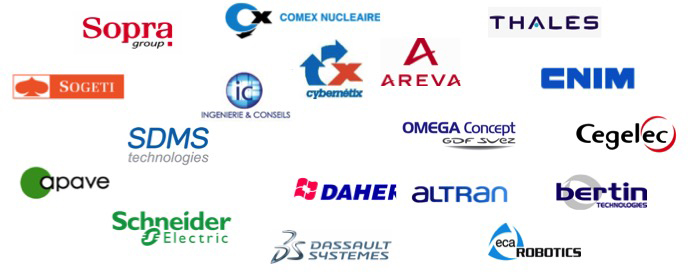 Sopra
group
COMEX NUCLEAIRE
THALES
SOGETI
ic
INGENIERIE & CONSEILS
cybernétix
AREVA
CNIM
SDMS
technologies
OMEGA Concept
GDF SUEZ
Cegelec
apave
DAHER
ALTRAN
bertin
TECHNOLOGIES
Schneider
Electric
DASSAULT
SYSTEMES
eca
ROBOTICS